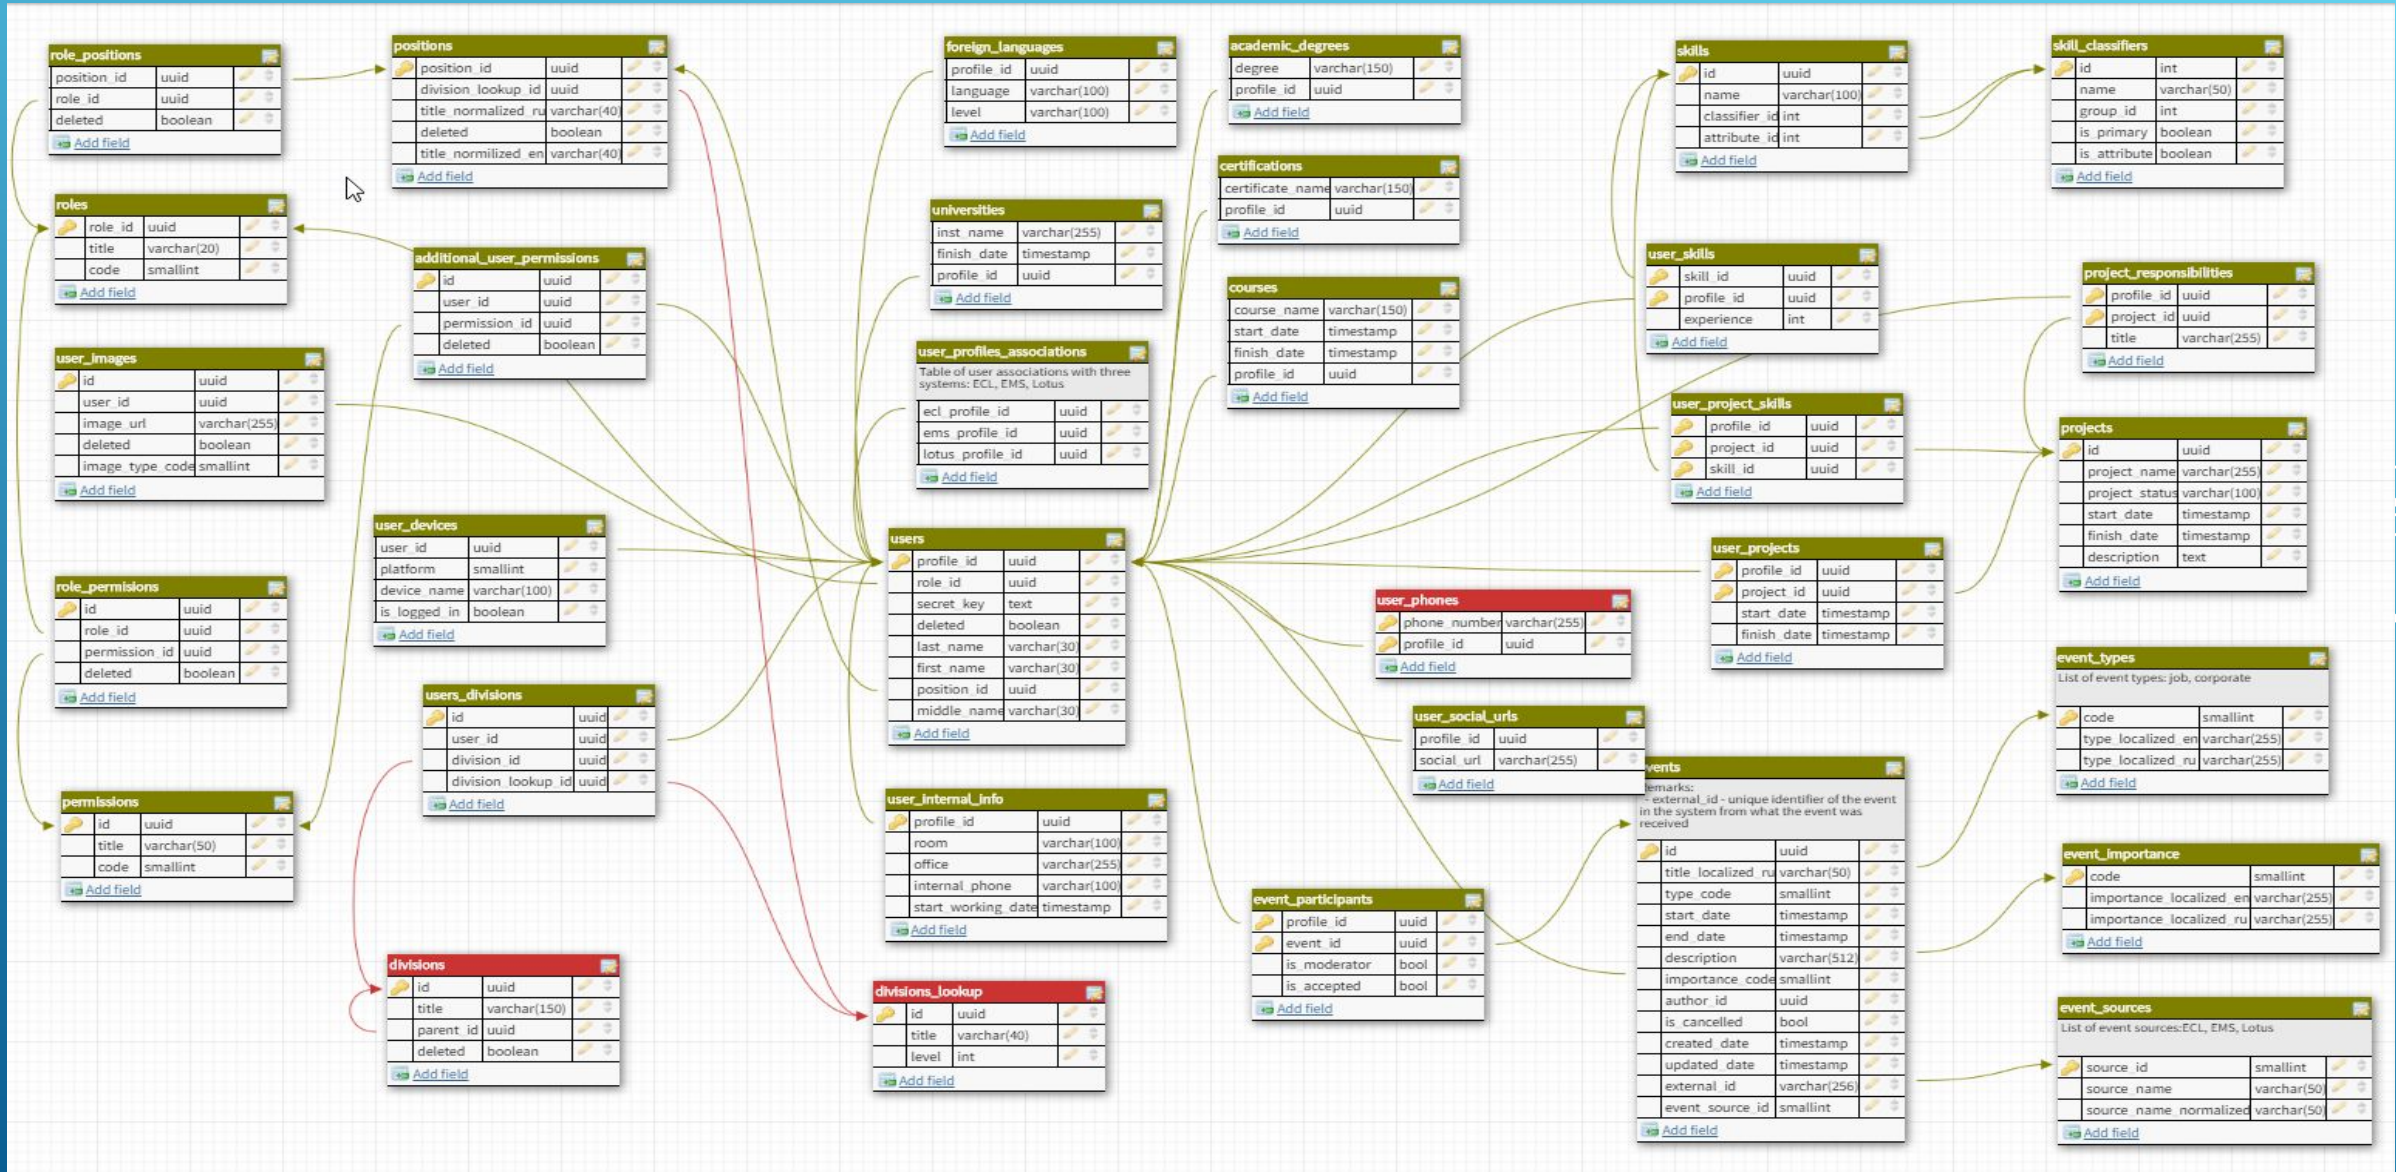 role_positions
position_id uuid
role_id uuid
deleted boolean
Add field
positions
position_id uuid
division_lookup_id uuid
title_normalized_ru varchar(40)
deleted boolean
title_normilized_en varchar(40)
Add field
foreign_languages
profile_id uuid
language varchar(100)
level varchar(100)
Add field
academic_degrees
degree varchar(150)
profile_id uuid
Add field
skills
id uuid
name varchar(100)
classifier_id int
attribute_id int
Add field
skill_classifiers
id int
name varchar(50)
group_id int
is_primary boolean
is_attribute boolean
Add field
roles
role_id uuid
title varchar(20)
code smallint
Add field
additional_user_permissions
id uuid
user_id uuid
permission_id uuid
deleted boolean
Add field
universities
inst_name varchar(255)
finish_date timestamp
profile_id uuid
Add field
certifications
certificate_name varchar(150)
profile_id uuid
Add field
courses
course_name varchar(150)
start_date timestamp
finish_date timestamp
profile_id uuid
Add field
user_skills
skill_id uuid
profile_id uuid
experience int
Add field
project_responsibilities
profile_id uuid
project_id uuid
title varchar(255)
Add field
user_images
id uuid
user_id uuid
image_url varchar(255)
deleted boolean
image_type_code smallint
Add field
user_profiles_associations
Table of user associations with three
systems: ECL, EMS, Lotus
ecl_profile_id uuid
ems_profile_id uuid
lotus_profile_id uuid
Add field
user_project_skills
profile_id uuid
project_id uuid
skill_id uuid
Add field
projects
id uuid
project_name varchar(255)
project_status varchar(100)
start_date timestamp
finish_date timestamp
description text
Add field
user_devices
user_id uuid
platform smallint
device_name varchar(100)
is_logged_in boolean
Add field
users
profile_id uuid
role_id uuid
secret_key text
deleted boolean
last_name varchar(30)
first_name varchar(30)
position_id uuid
middle_name varchar(30)
Add field
user_projects
profile_id uuid
project_id uuid
start_date timestamp
finish_date timestamp
Add field
role_permisions
id uuid
role_id uuid
permission_id uuid
deleted boolean
Add field
user_phones
phone_number varchar(255)
profile_id uuid
Add field
event_types
List of event types: job, corporate
code smallint
type_localized_en varchar(255)
type_localized_ru varchar(255)
Add field
users_divisions
id uuid
user_id uuid
division_id uuid
division_lookup_id uuid
Add field
user_social_urls
profile_id uuid
social_url varchar(255)
Add field
permissions
id uuid
title varchar(50)
code smallint
Add field
user_internal_info
profile_id uuid
room varchar(100)
office varchar(255)
internal_phone varchar(100)
start_working_date timestamp
Add field
vents
emarks:
- external_id - unique identifier of the event
in the system from what the event was
received
id uuid
title_localized_ru varchar(50)
type_code smallint
start_date timestamp
end_date timestamp
description varchar(512)
importance_code smallint
author_id uuid
is_cancelled bool
created_date timestamp
updated_date timestamp
external_id varchar(256)
event_source_id smallint
Add field
event_importance
code smallint
importance_localized_en varchar(255)
importance_localized_ru varchar(255)
Add field
event_participants
profile_id uuid
event_id uuid
is_moderator bool
is_accepted bool
Add field
divisions
id uuid
title varchar(150)
parent_id uuid
deleted boolean
Add field
divisions_lookup
id uuid
title varchar(40)
level int
Add field
event_sources
List of event sources:ECL, EMS, Lotus
source_id smallint
source_name varchar(50)
source_name_normalized varchar(50)
Add field